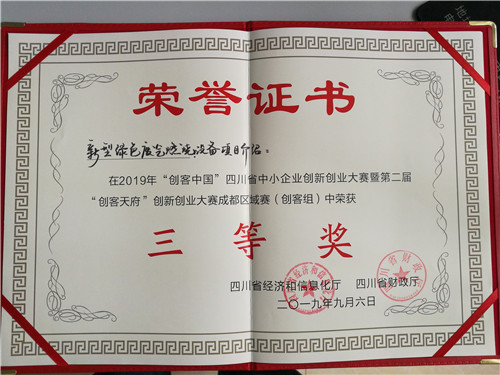 荣誉证书
新型绿色废气燃烧设备项目介绍：
在2019年“创客中国”四川省中小企业创新创业大赛暨第二届
“创客天府”创新创业大赛成都区域赛（创客组）中荣获
三等奖
四川省经济和信息化厅 四川省财政厅
二〇一九年九月六日